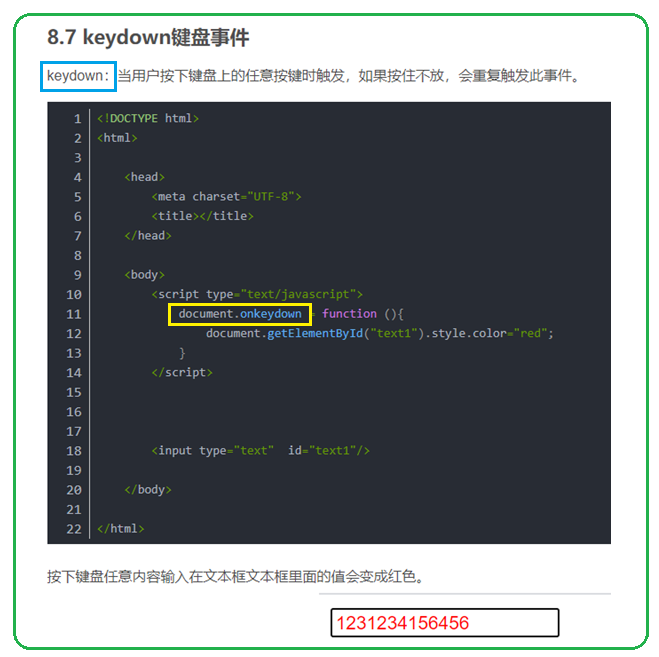 8.7 keydown键盘事件
keydown：当用户按下键盘上的任意按键时触发，如果按住不放，会重复触发此事件。
1 <!DOCTYPE html>
2 <html>
3
4     <head>
5         <meta charset="UTF-8">
6         <title></title>
7     </head>
8
9     <body>
10         <script type="text/javascript">
11             document.onkeydown = function (){
12                 document.getElementById("text1").style.color="red";
13             }
14         </script>
15
16
17
18         <input type="text"  id="text1"/>
19
20     </body>
21
22 </html>
按下键盘任意内容输入在文本框文本框里面的值会变成红色。
1231234156456